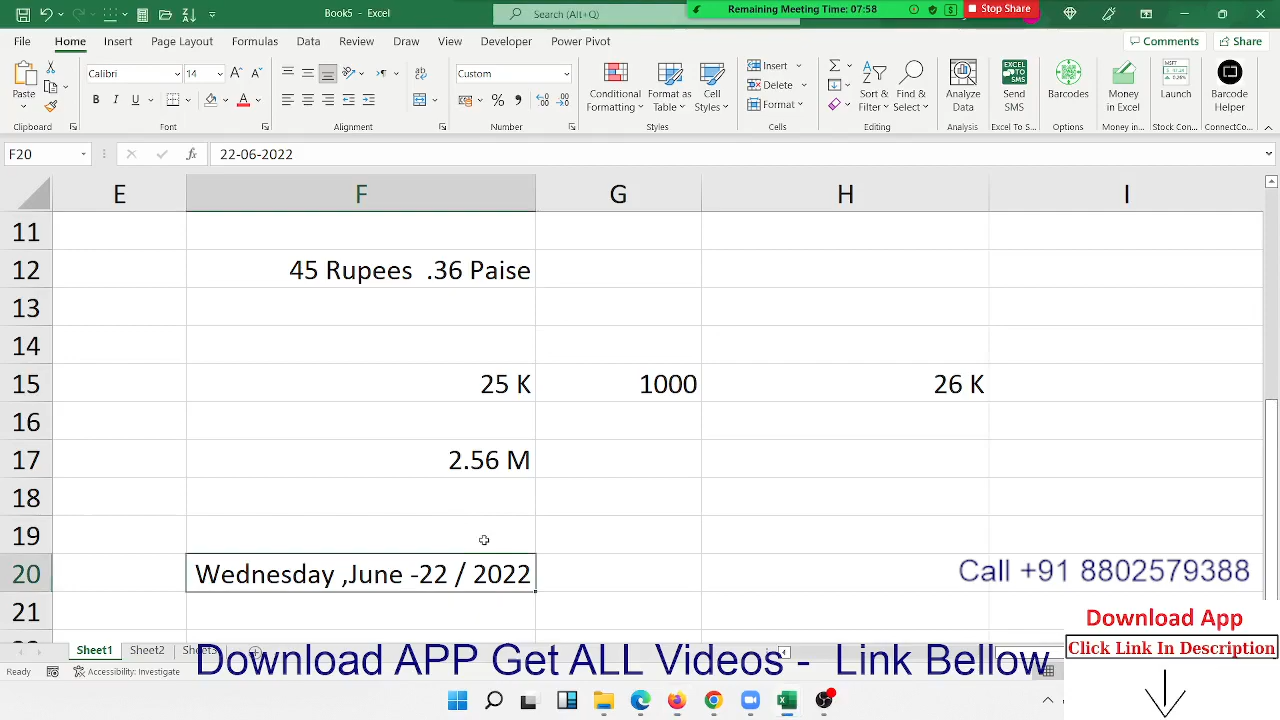 Book5 - Excel
Search (Alt+Q)
Remaining Meeting Time: 07:58
Stop Share
File Home Insert Page Layout Formulas Data Review View Automate Draw Developer Power Pivot
Comments Share
Paste
Calibri 14
Custom
Conditional Formatting
Format as Table
Cell Styles
Insert
Delete
Format
Sort & Filter
Find & Select
Analyze Data
Send SMS
Barcodes
Money in Excel
Launch
Barcode Helper
Clipboard Font Alignment Number Styles Cells Editing Analysis Excel To S... Options Money in... Stock Con... ConnectCo...
F20 fx 22-06-2022
E F G H I
11
12 45 Rupees .36 Paise
13
14
15 25 K 1000 26 K
16
17 2.56 M
18
19
20 Wednesday ,June -22 / 2022
21
Call +91 8802579388
Download App
Click Link In Description
Sheet1 Sheet2 Sheet3
Download APP Get ALL Videos - Link Bellow
Ready Accessibility: Investigate